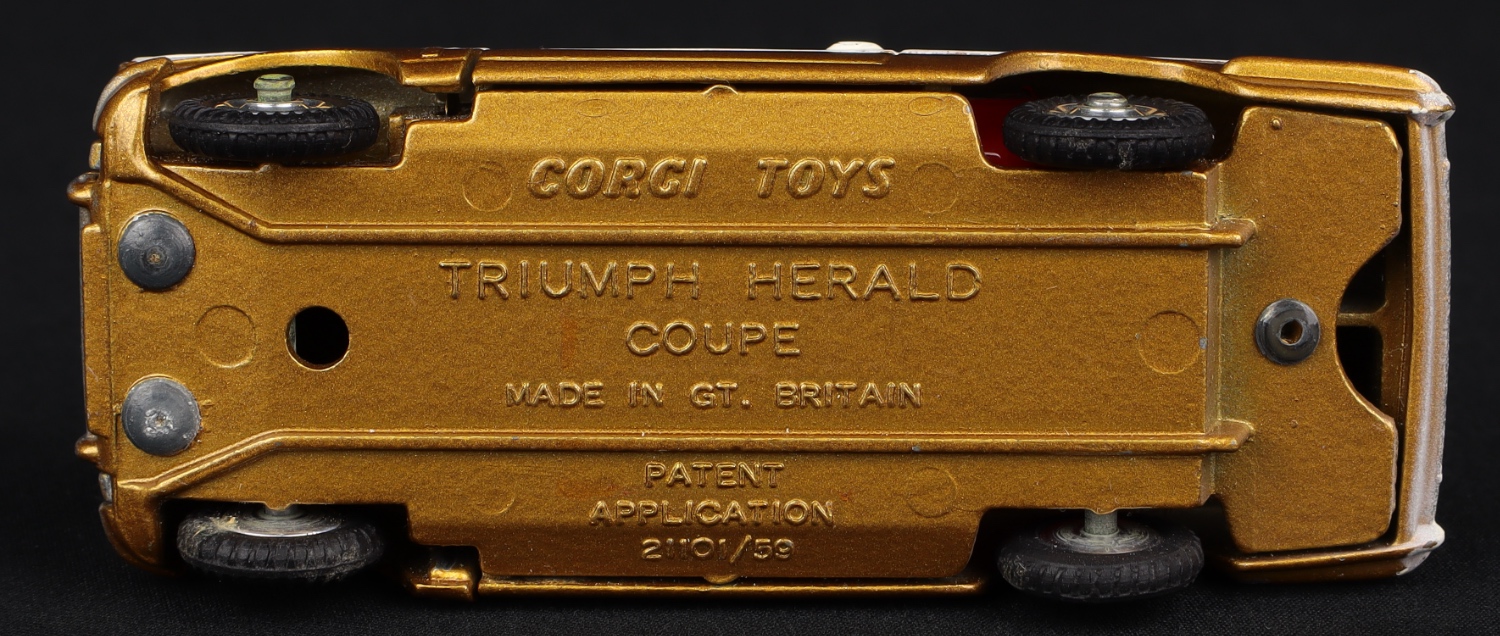 CORGI TOYS
TRIUMPH HERALD
COUPE
MADE IN GT. BRITAIN
PATENT
APPLICATION
21101/59